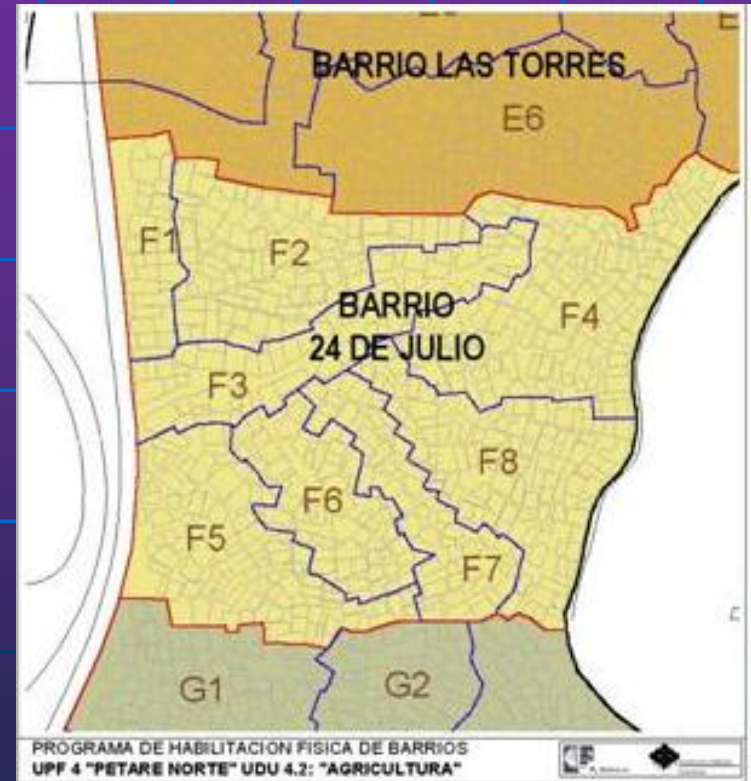 BARRIO LAS TORRES
E6
F1
F2
BARRIO
24 DE JULIO
F4
F3
F8
F6
F5
F7
G1
G2
PROGRAMA DE HABILITACION FISICA DE BARRIOS
UPF 4 "PETARE NORTE" UDU 4.2: "AGRICULTURA"